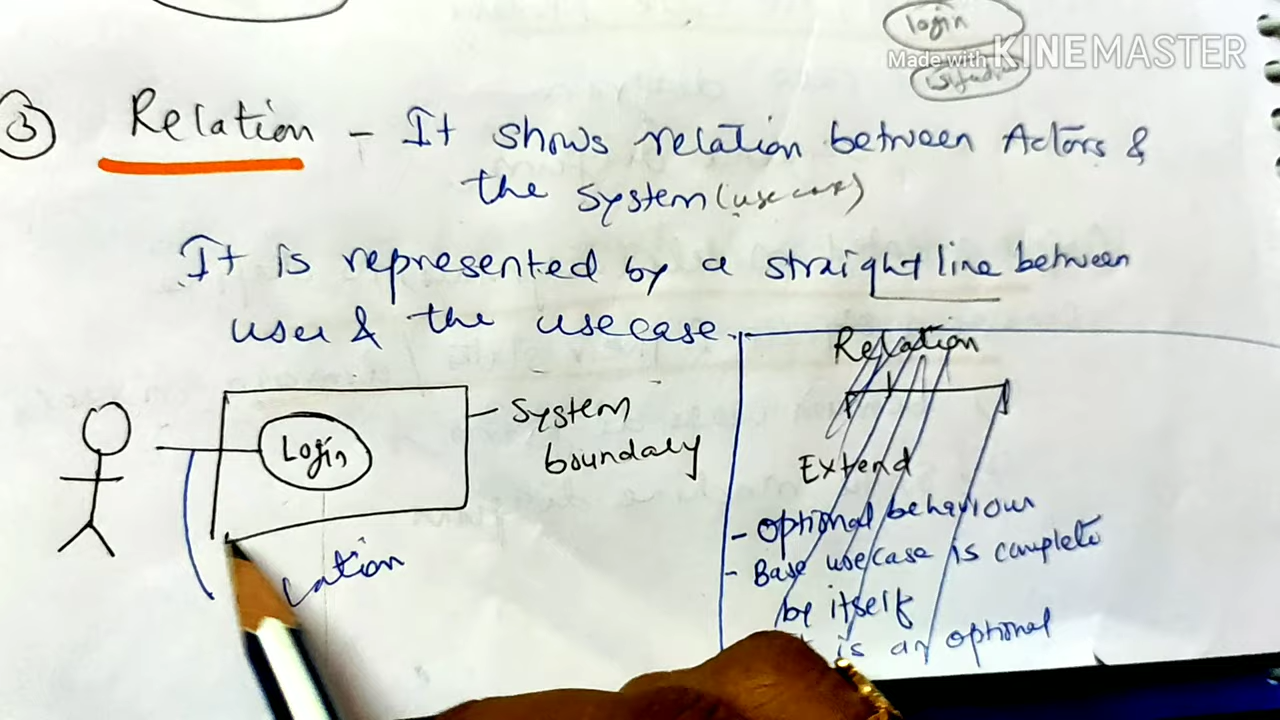 login
Made with KINEMASTER
3 Relation - It shows relation between Actors &
the System (use case)
It is represented by a straight line between
user & the usecase.
Relation
Login
System
boundary
Extend
- Optional behaviour
- Base usecase is complete
by itself
is an optional